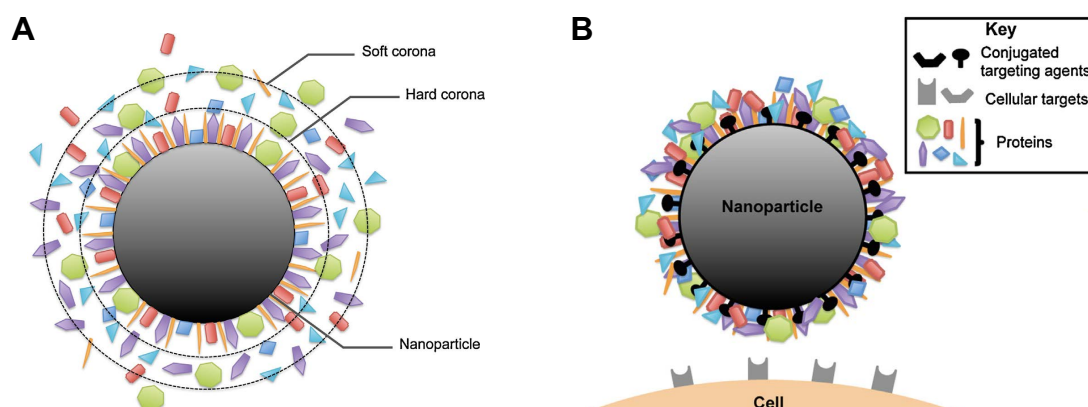 A
Soft corona
Hard corona
Nanoparticle
B
Key
Conjugated
targeting agents
Cellular targets
Proteins
Nanoparticle
Cell